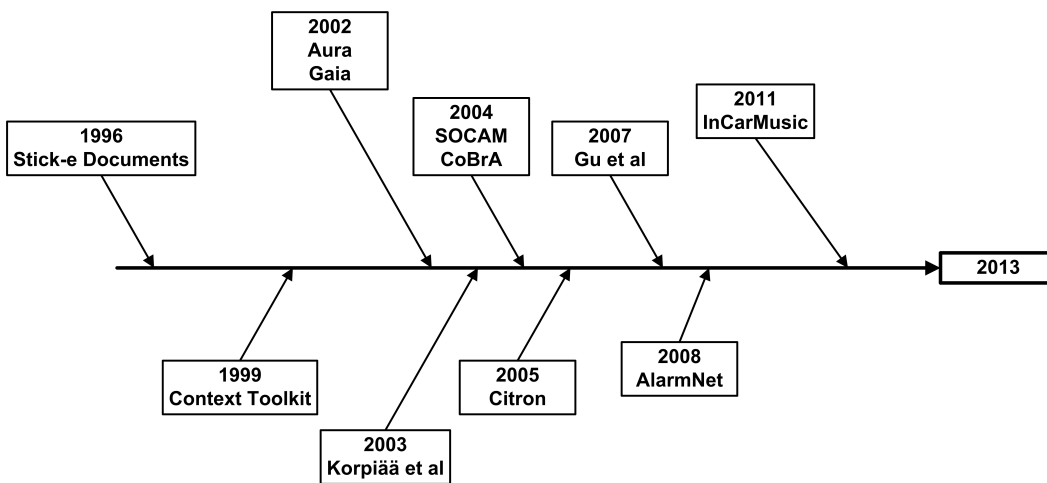 2002
Aura
Gaia
2011
InCarMusic
2004
SOCAM
CoBrA
1996
Stick-e Documents
2007
Gu et al
2013
2008
AlarmNet
1999
Context Toolkit
2005
Citron
2003
Korpiää et al